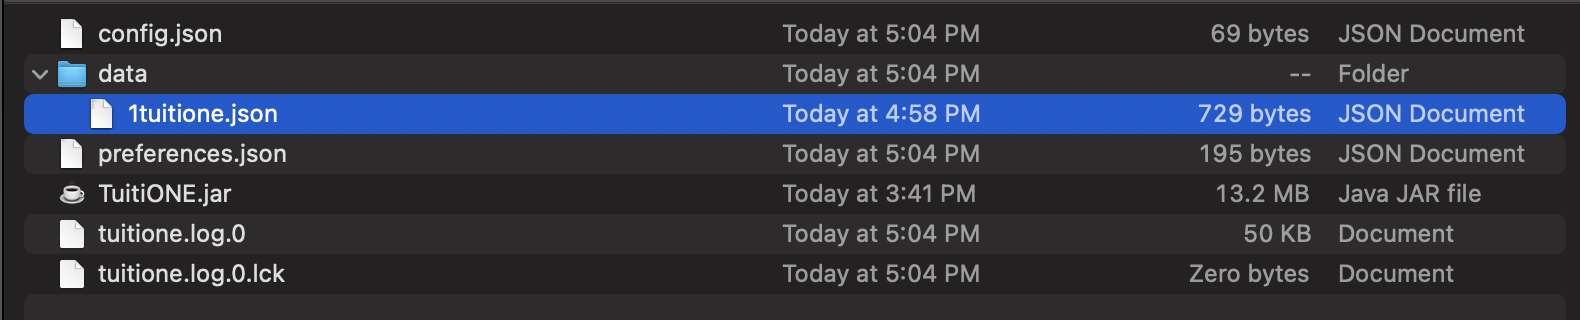 config.json Today at 5:04 PM 69 bytes JSON Document
data Today at 5:04 PM -- Folder
1tuitione.json Today at 4:58 PM 729 bytes JSON Document
preferences.json Today at 5:04 PM 195 bytes JSON Document
TuitiONE.jar Today at 3:41 PM 13.2 MB Java JAR file
tuitione.log.0 Today at 5:04 PM 50 KB Document
tuitione.log.0.lck Today at 5:04 PM Zero bytes Document